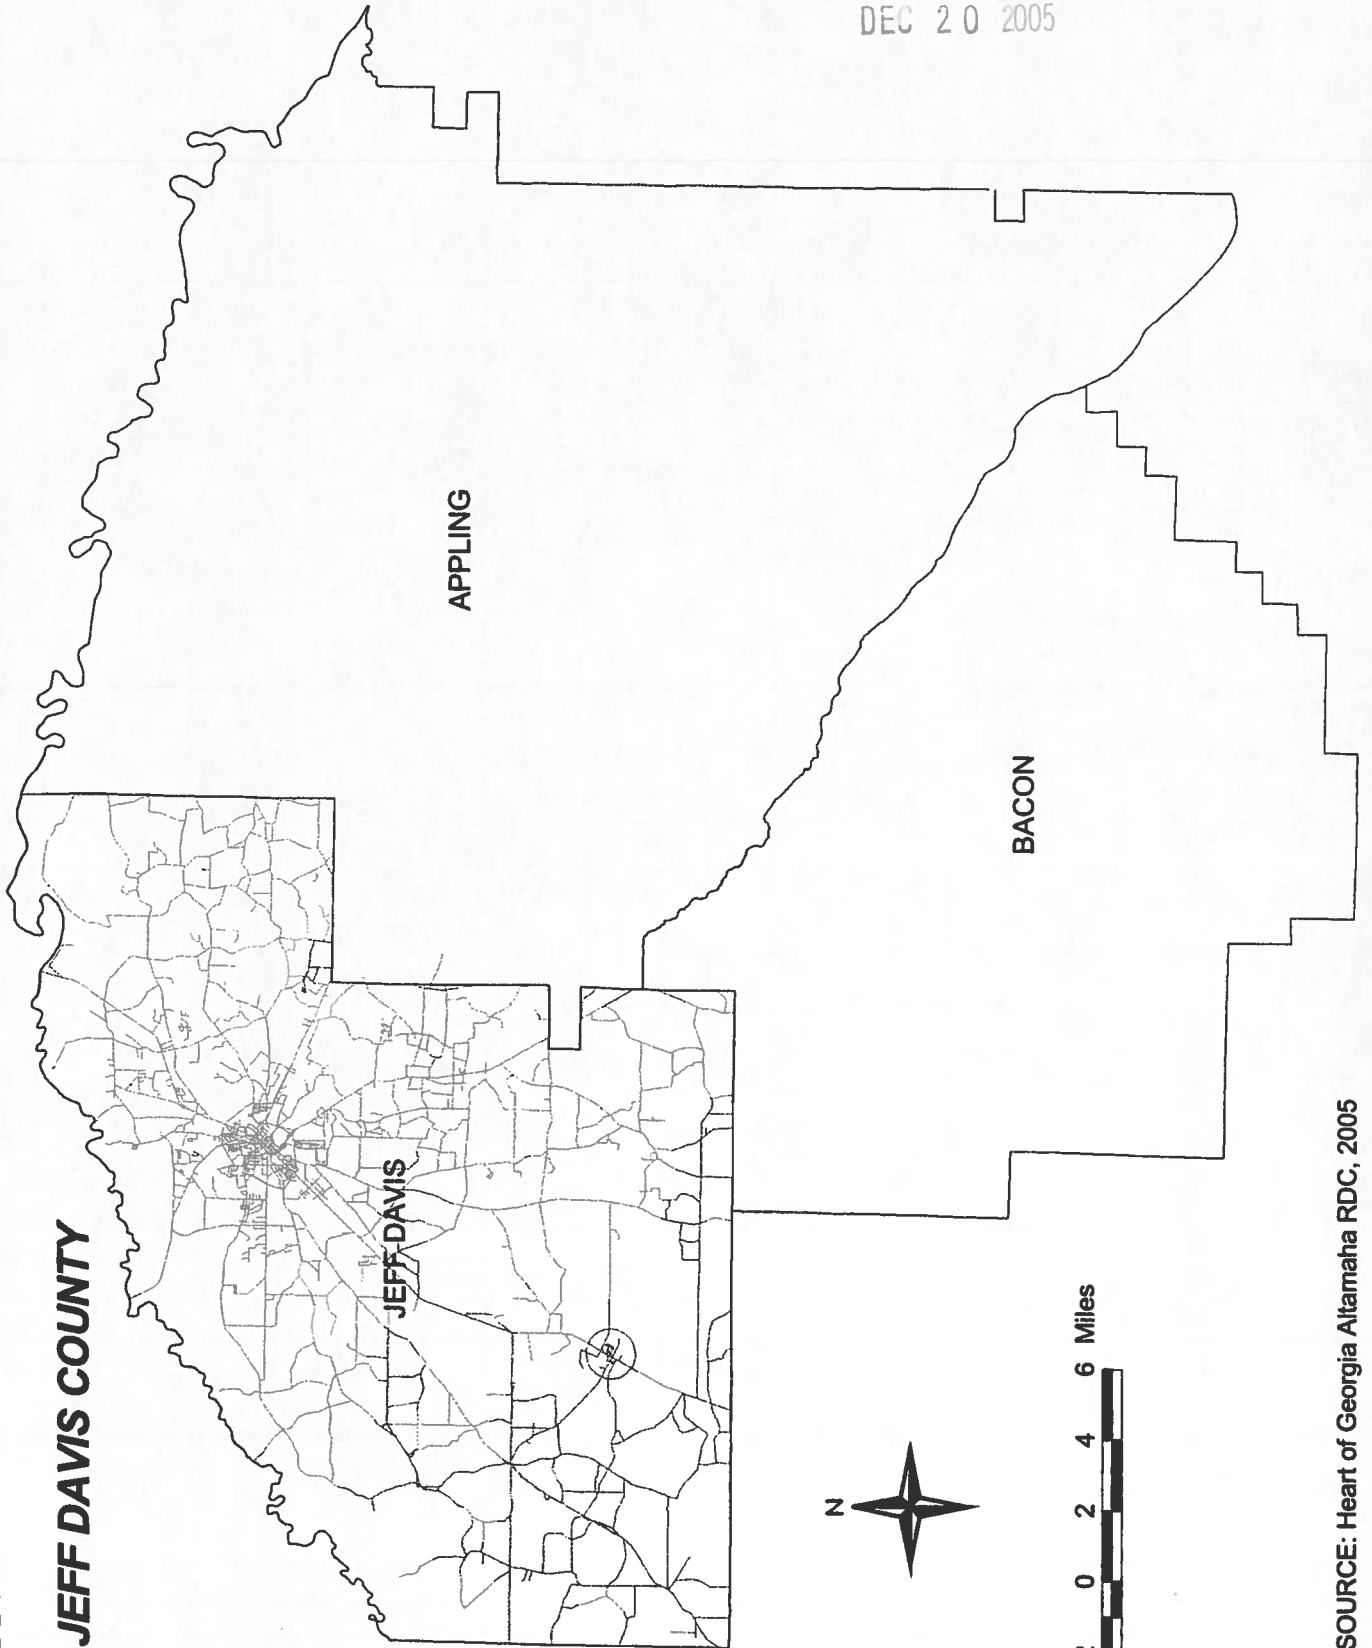 DEC 20 2005
JEFF DAVIS COUNTY
APPLING
JEFF DAVIS
BACON
N
0 2 4 6 Miles
SOURCE: Heart of Georgia Altamaha RDC, 2005